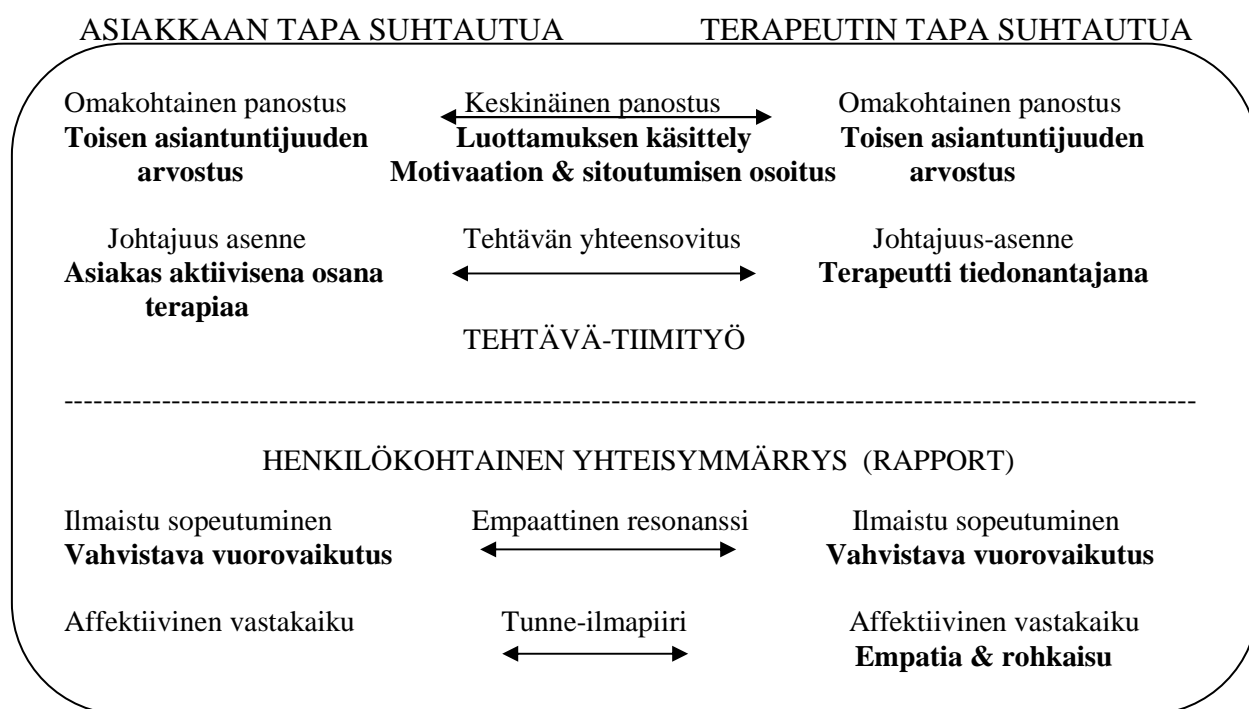 ASIAKKAAN TAPA SUHTAUTUA TERAPEUTIN TAPA SUHTAUTUA
Omakohtainen panostus Keskinäinen panostus Omakohtainen panostus
Toisen asiantuntijuuden Luottamuksen käsittely Toisen asiantuntijuuden
arvostus Motivaation & sitoutumisen osoitus arvostus
Johtajuus asenne Tehtävän yhteensovitus Johtajuus-asenne
Asiakas aktiivisena osana Terapeutti tiedonantajana
terapiaa
TEHTÄVÄ-TIIMITYÖ
HENKILÖKOHTAINEN YHTEISYMMÄRRYS (RAPPORT)
Ilmaistu sopeutuminen Empaattinen resonanssi Ilmaistu sopeutuminen
Vahvistava vuorovaikutus Vahvistava vuorovaikutus
Affektiivinen vastakaiku Tunne-ilmapiiri Affektiivinen vastakaiku
Empatia & rohkaisu